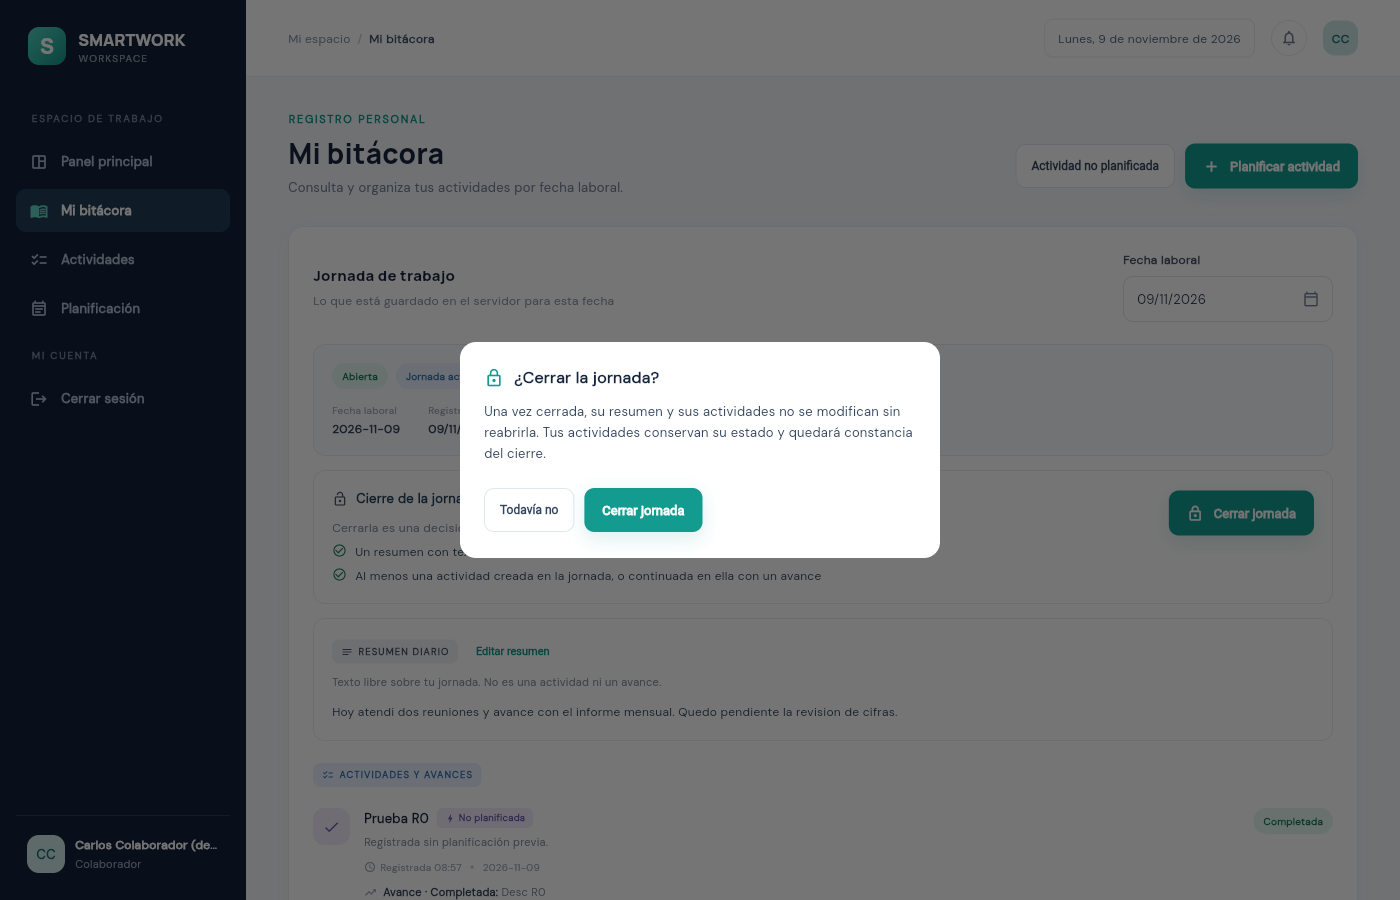 SMARTWORK
WORKSPACE
ESPACIO DE TRABAJO
Panel principal
Mi bitácora
Actividades
Planificación
MI CUENTA
Cerrar sesión
CC
Carlos Colaborador (de...
Colaborador
Mi espacio / Mi bitácora
Lunes, 9 de noviembre de 2026
CC
REGISTRO PERSONAL
Mi bitácora
Consulta y organiza tus actividades por fecha laboral.
Actividad no planificada
Planificar actividad
Jornada de trabajo
Lo que está guardado en el servidor para esta fecha
Fecha laboral
09/11/2026
Abierta
Jornada ac
Fecha laboral
2026-11-09
Registr
09/11/
¿Cerrar la jornada?
Una vez cerrada, su resumen y sus actividades no se modifican sin
reabrirla. Tus actividades conservan su estado y quedará constancia
del cierre.
Todavía no
Cerrar jornada
Cierre de la jorna
Cerrarla es una decisió
Un resumen con te
Al menos una actividad creada en la jornada, o continuada en ella con un avance
Cerrar jornada
RESUMEN DIARIO
Editar resumen
Texto libre sobre tu jornada. No es una actividad ni un avance.
Hoy atendi dos reuniones y avance con el informe mensual. Quedo pendiente la revision de cifras.
ACTIVIDADES Y AVANCES
Prueba R0
No planificada
Completada
Registrada sin planificación previa.
Registrada 08:57 • 2026-11-09
Avance · Completada: Desc R0